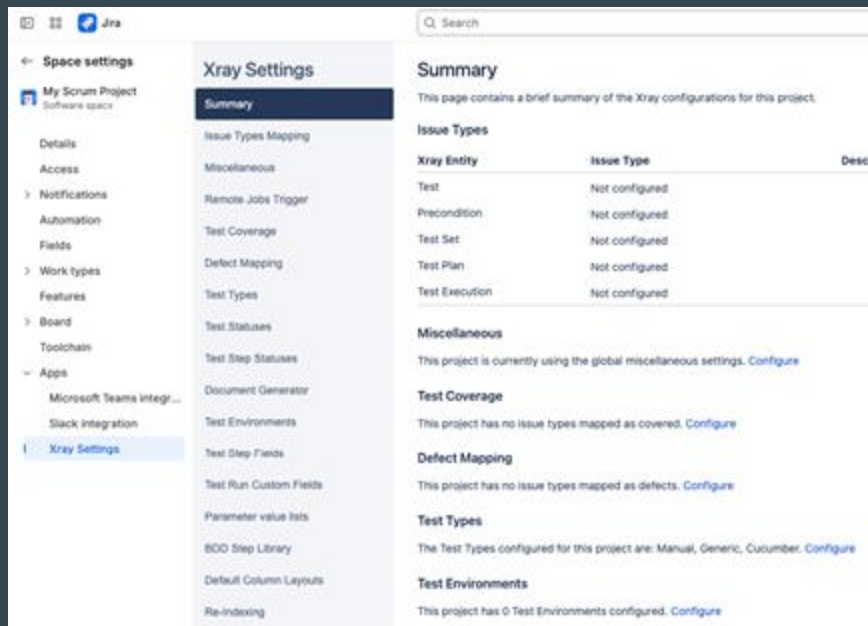 Jira
Search
Space settings
My Scrum Project
Software space
Details
Access
Notifications
Automation
Fields
Work types
Features
Board
Toolchain
Apps
Microsoft Teams integr...
Slack integration
Xray Settings
Xray Settings
Summary
Issue Types Mapping
Miscellaneous
Remote Jobs Trigger
Test Coverage
Defect Mapping
Test Types
Test Statuses
Test Step Statuses
Document Generator
Test Environments
Test Step Fields
Test Run Custom Fields
Parameter value lists
BDD Step Library
Default Column Layouts
Re-Indexing
Summary
This page contains a brief summary of the Xray configurations for this project.
Issue Types
Xray Entity Issue Type Desc
Test Not configured
Precondition Not configured
Test Set Not configured
Test Plan Not configured
Test Execution Not configured
Miscellaneous
This project is currently using the global miscellaneous settings. Configure
Test Coverage
This project has no issue types mapped as covered. Configure
Defect Mapping
This project has no issue types mapped as defects. Configure
Test Types
The Test Types configured for this project are: Manual, Generic, Cucumber. Configure
Test Environments
This project has 0 Test Environments configured. Configure